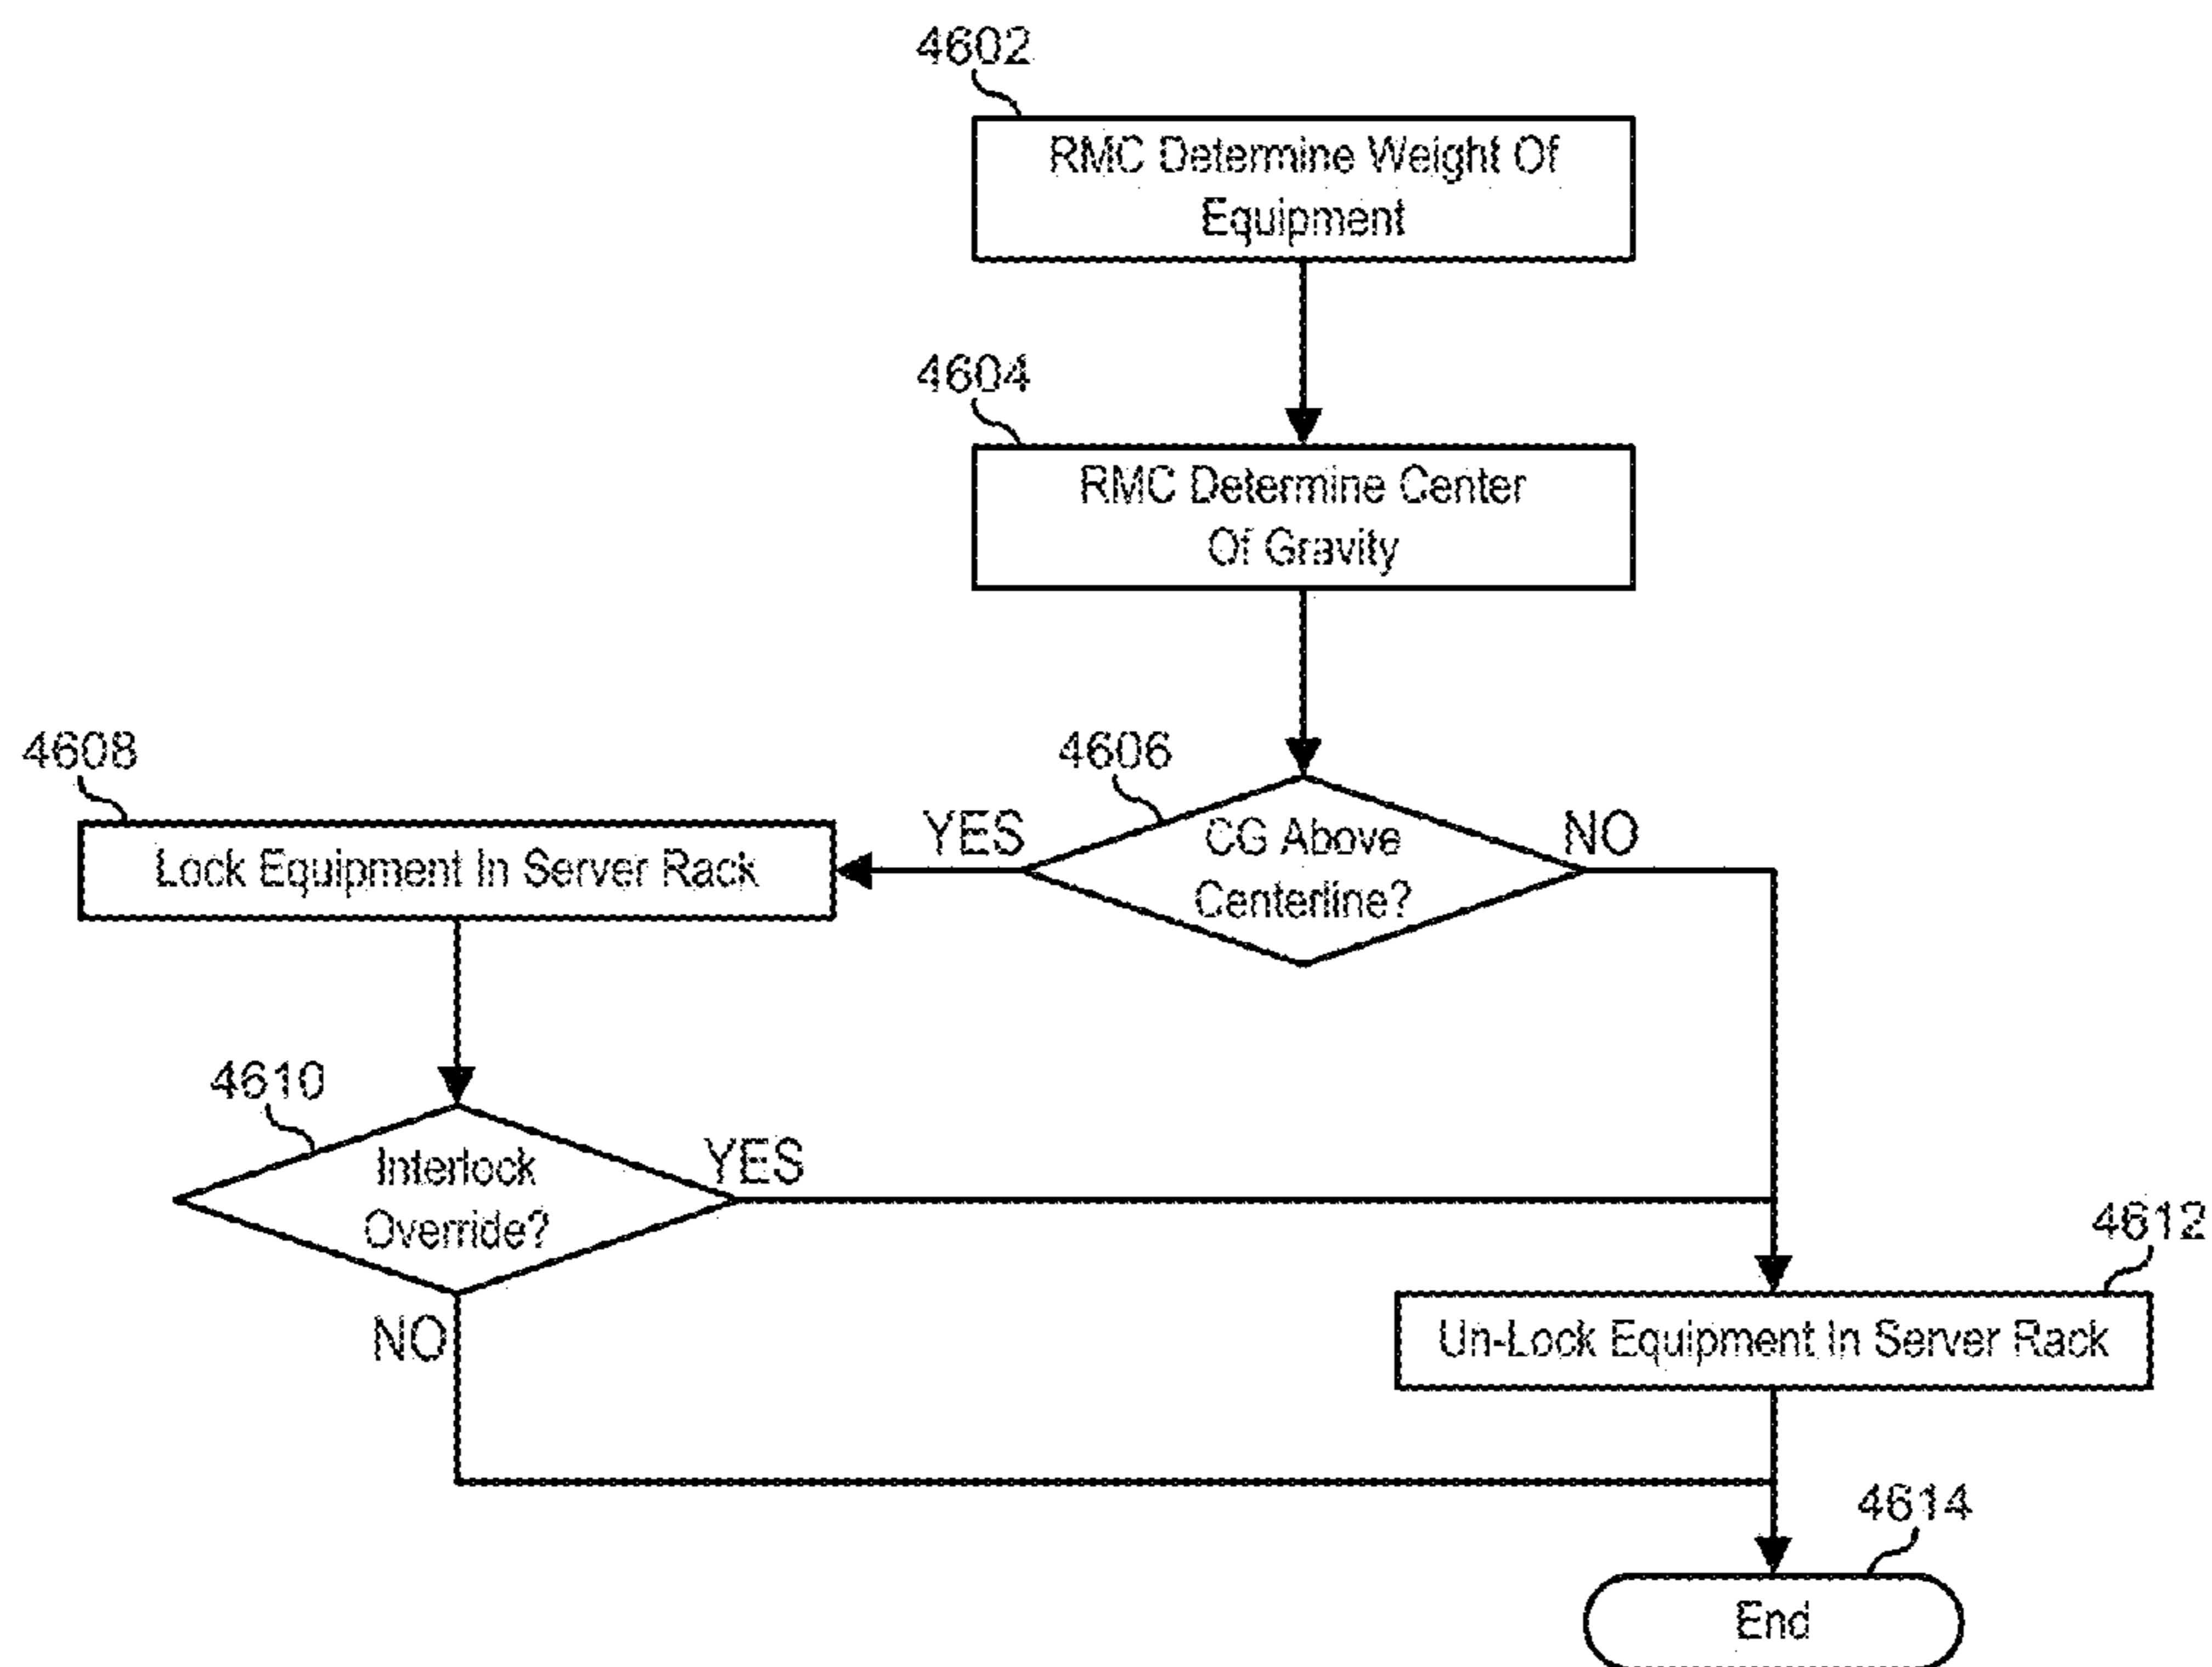 4602
RMC Determine Weight Of
Equipment
4604
RMC Determine Center
Of Gravity
4608
4606
Lock Equipment In Server Rack
YES
CG Above
Centerline?
NO
4610
Interlock
Override?
YES
NO
4612
Un-Lock Equipment In Server Rack
4614
End